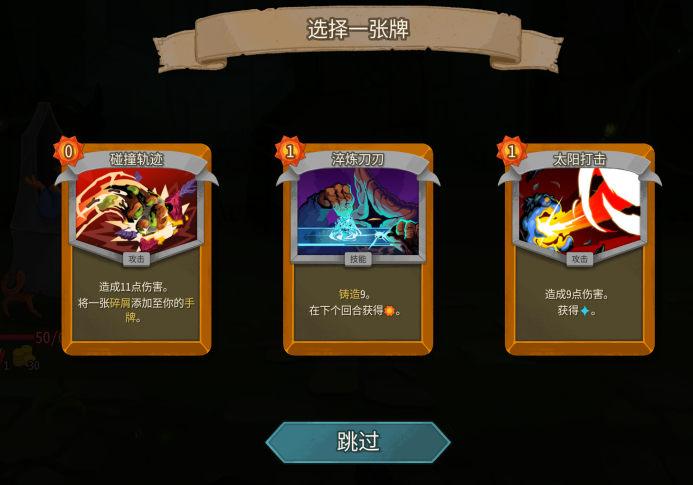 选择一张牌
0
碰撞轨迹
攻击
造成11点伤害。
将一张碎屑添加至你的手
牌。
1
淬炼刀刃
技能
铸造9。
在下个回合获得。
1
太阳打击
攻击
造成9点伤害。
获得。
50/
1
30
跳过